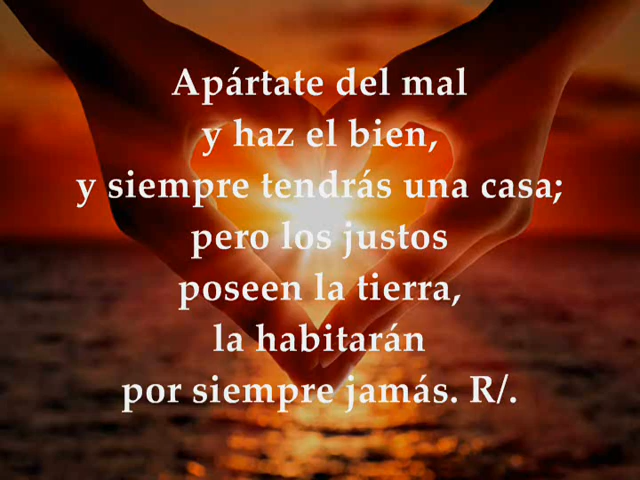 Apártate del mal
y haz el bien,
y siempre tendrás una casa;
pero los justos
poseen la tierra,
la habitarán
por siempre jamás. R/.